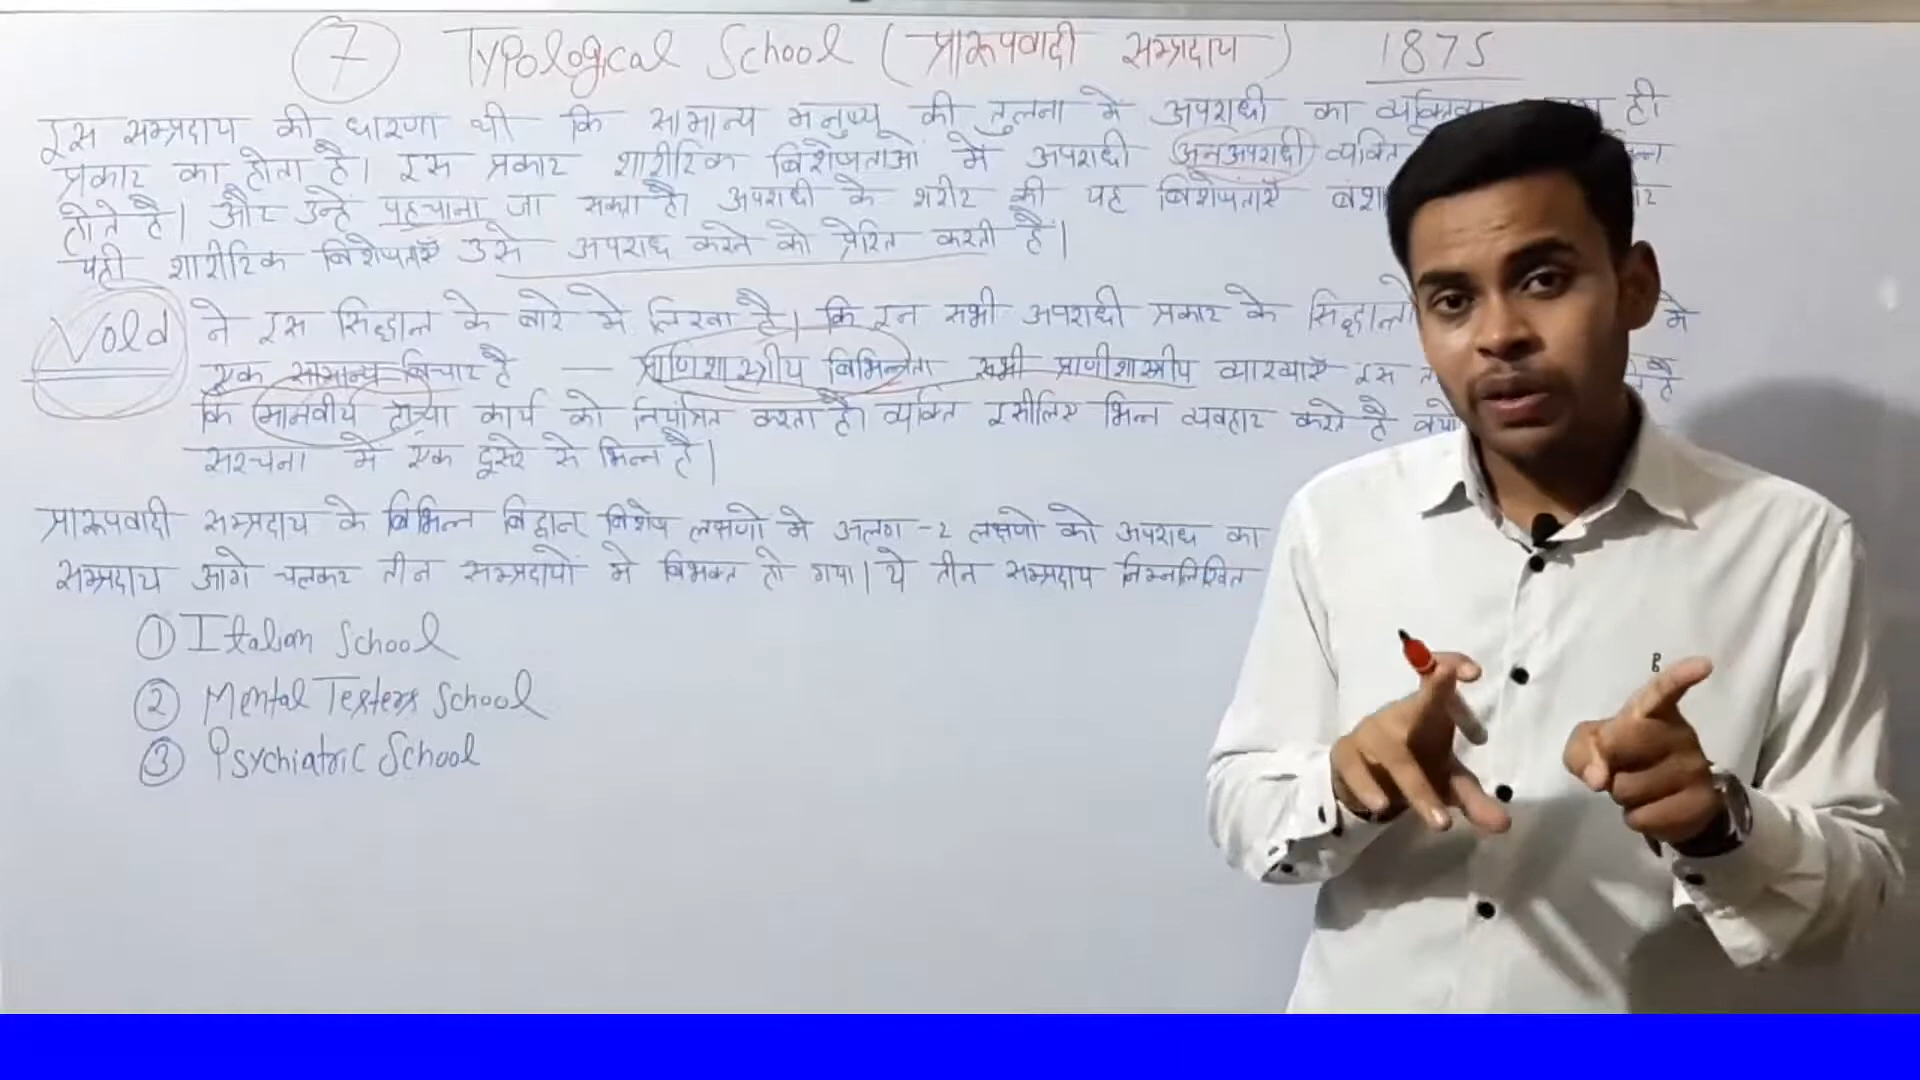 7 Typological School (प्रारूपवादी सम्प्रदाय) 1875
इस सम्प्रदाय की धारणा थी कि सामान्य मनुष्य की तुलना में अपराधी का ही
प्रकार का होता है। इस प्रकार शारीरिक विशेषताओं में अपराधी अनअपराधी व्यक्ति
होते है। और उन्हें पहचाना जा सकता है। अपराधी के शरीर की यह विशेषताएँ
यही शारीरिक विशेषताएँ उसे अपराध करने को प्रेरित करती हैं।
Vold ने इस सिद्धान्त के बारे में लिखा है। कि इन सभी अपराधी प्रकार के में
एक सामान्य विचार है — प्राणिशास्त्रीय विभिन्नता सभी प्राणीशास्त्रीय व्याख्याएँ इस है
कि मानवीय कार्य को नियंत्रित करता है। व्यक्ति इसीलिए भिन्न व्यवहार करते है
संरचना में एक दूसरे से भिन्न है।
प्रारूपवादी सम्प्रदाय के विभिन्न विद्वान विशेष लक्षणो मे अलग-2 लक्षणो को अपराध का
सम्प्रदाय आगे चलकर तीन सम्प्रदायों में विभक्त हो गया। ये तीन सम्प्रदाय निम्नलिखित
① Italian School
② Mental Testers School
③ Psychiatric School